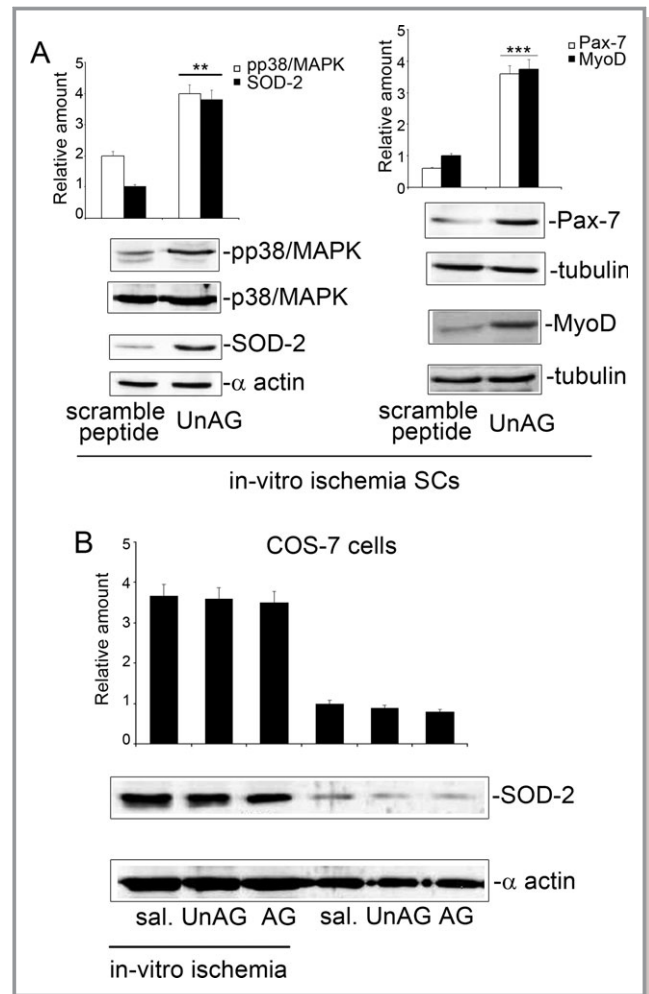 A
pp38/MAPK
SOD-2
**
Relative amount
5
4
3
2
1
0
-pp38/MAPK
-p38/MAPK
-SOD-2
-α actin
scramble
peptide
UnAG
Pax-7
MyoD
***
Relative amount
5
4
3
2
1
0
-Pax-7
-tubulin
-MyoD
-tubulin
scramble
peptide
UnAG
in-vitro ischemia SCs
B
COS-7 cells
Relative amount
5
4
3
2
1
0
-SOD-2
-α actin
sal. UnAG AG sal. UnAG AG
in-vitro ischemia